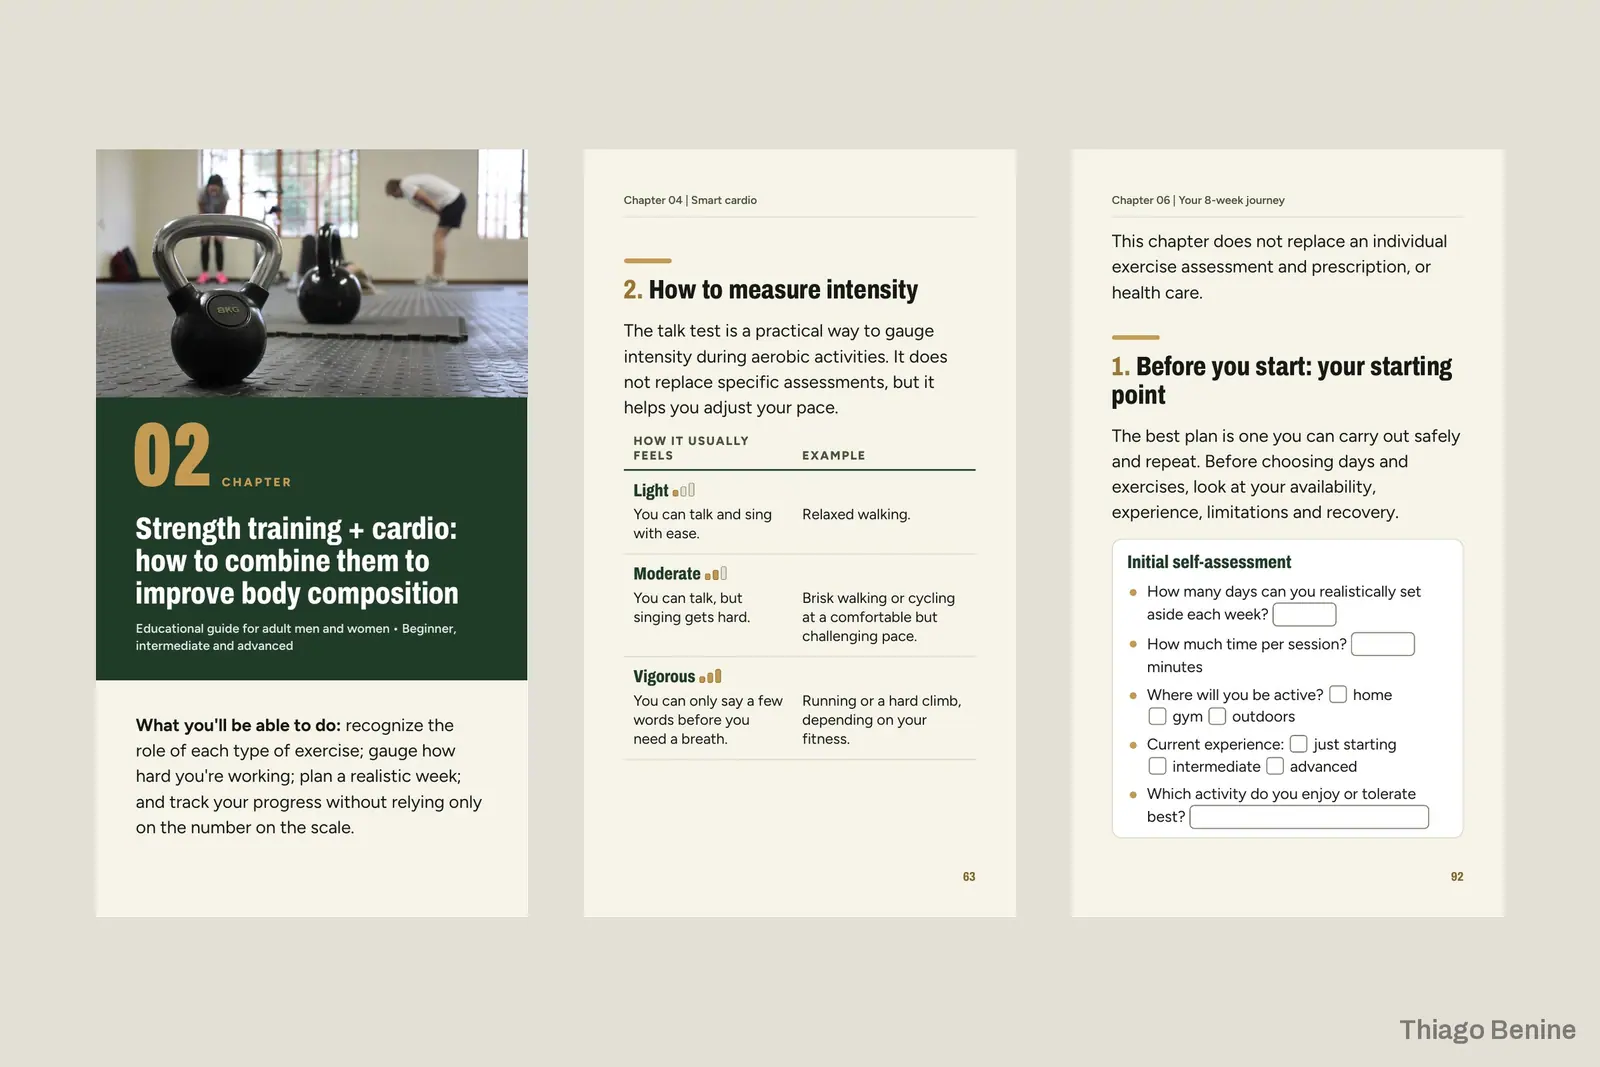 8KG
02 CHAPTER
Strength training + cardio:
how to combine them to
improve body composition
Educational guide for adult men and women • Beginner,
intermediate and advanced
What you'll be able to do: recognize the
role of each type of exercise; gauge how
hard you're working; plan a realistic week;
and track your progress without relying only
on the number on the scale.
Chapter 04 | Smart cardio
2. How to measure intensity
The talk test is a practical way to gauge
intensity during aerobic activities. It does
not replace specific assessments, but it
helps you adjust your pace.
HOW IT USUALLY
FEELS
EXAMPLE
Light
You can talk and sing
with ease.
Relaxed walking.
Moderate
You can talk, but
singing gets hard.
Brisk walking or cycling
at a comfortable but
challenging pace.
Vigorous
You can only say a few
words before you
need a breath.
Running or a hard climb,
depending on your
fitness.
63
Chapter 06 | Your 8-week journey
This chapter does not replace an individual
exercise assessment and prescription, or
health care.
1. Before you start: your starting
point
The best plan is one you can carry out safely
and repeat. Before choosing days and
exercises, look at your availability,
experience, limitations and recovery.
Initial self-assessment
• How many days can you realistically set
aside each week?
• How much time per session?
minutes
• Where will you be active? home
gym outdoors
• Current experience: just starting
intermediate advanced
• Which activity do you enjoy or tolerate
best?
92
Thiago Benine